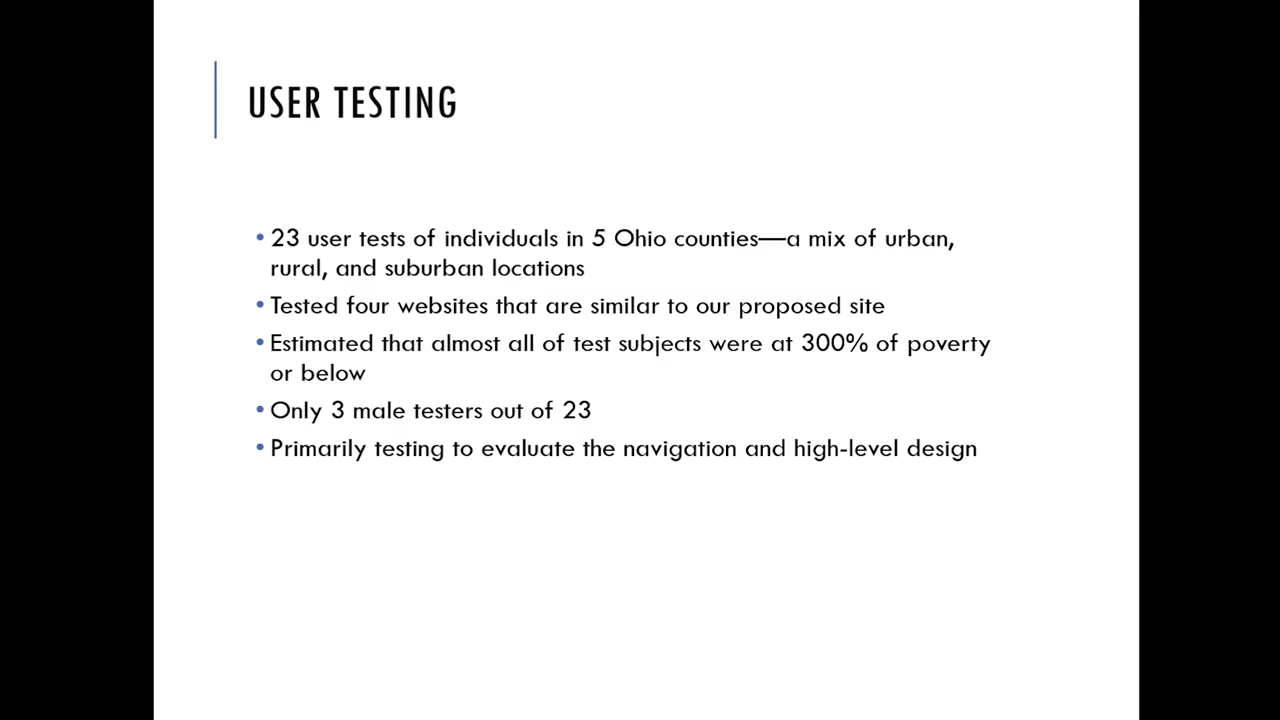 USER TESTING
• 23 user tests of individuals in 5 Ohio counties—a mix of urban,
rural, and suburban locations
• Tested four websites that are similar to our proposed site
• Estimated that almost all of test subjects were at 300% of poverty
or below
• Only 3 male testers out of 23
• Primarily testing to evaluate the navigation and high-level design